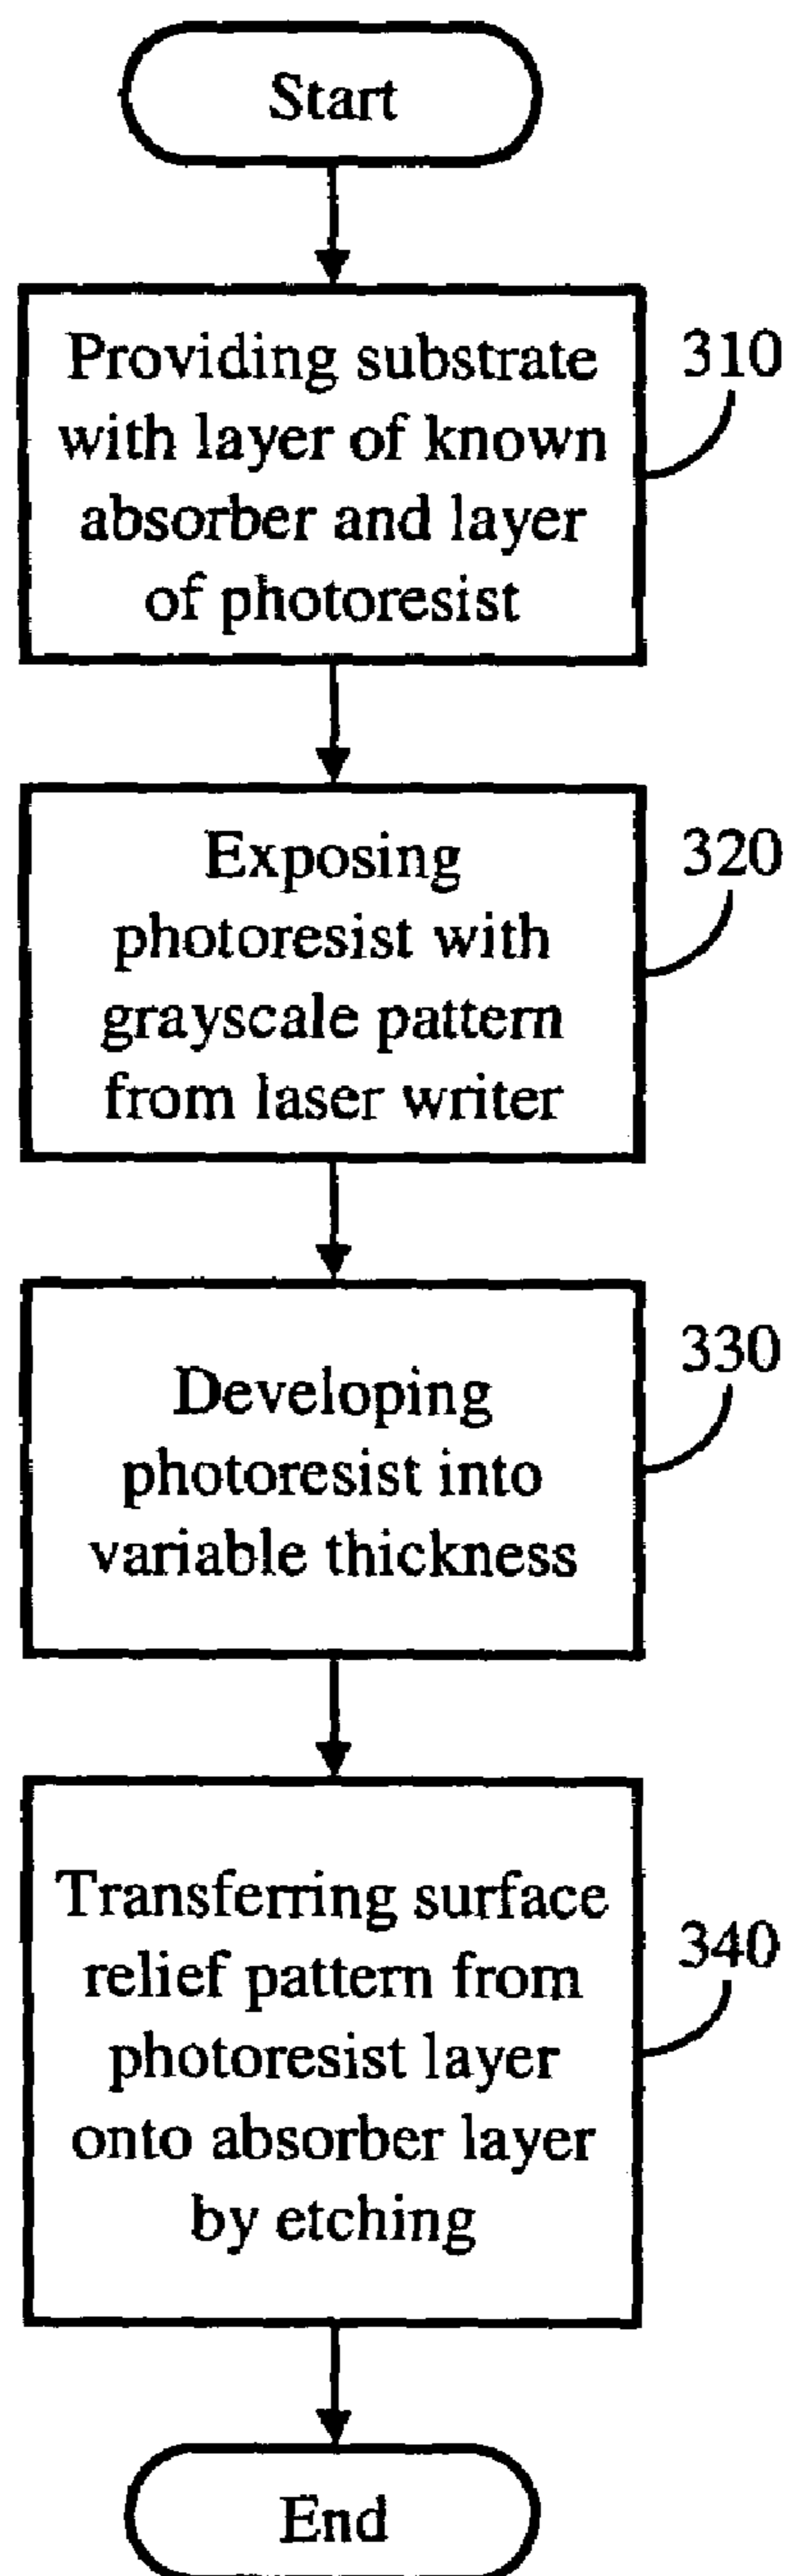 Start
Providing substrate
with layer of known
absorber and layer
of photoresist
310
Exposing
photoresist with
grayscale pattern
from laser writer
320
Developing
photoresist into
variable thickness
330
Transferring surface
relief pattern from
photoresist layer
onto absorber layer
by etching
340
End